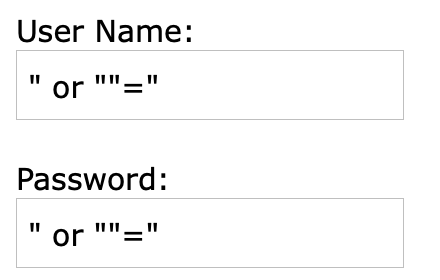 User Name:
" or ""="
Password:
" or ""="